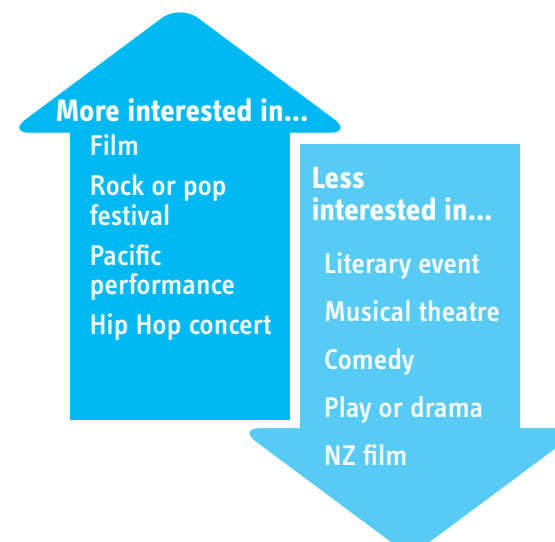 More interested in...
Film
Rock or pop
festival
Pacific
performance
Hip Hop concert
Less
interested in...
Literary event
Musical theatre
Comedy
Play or drama
NZ film